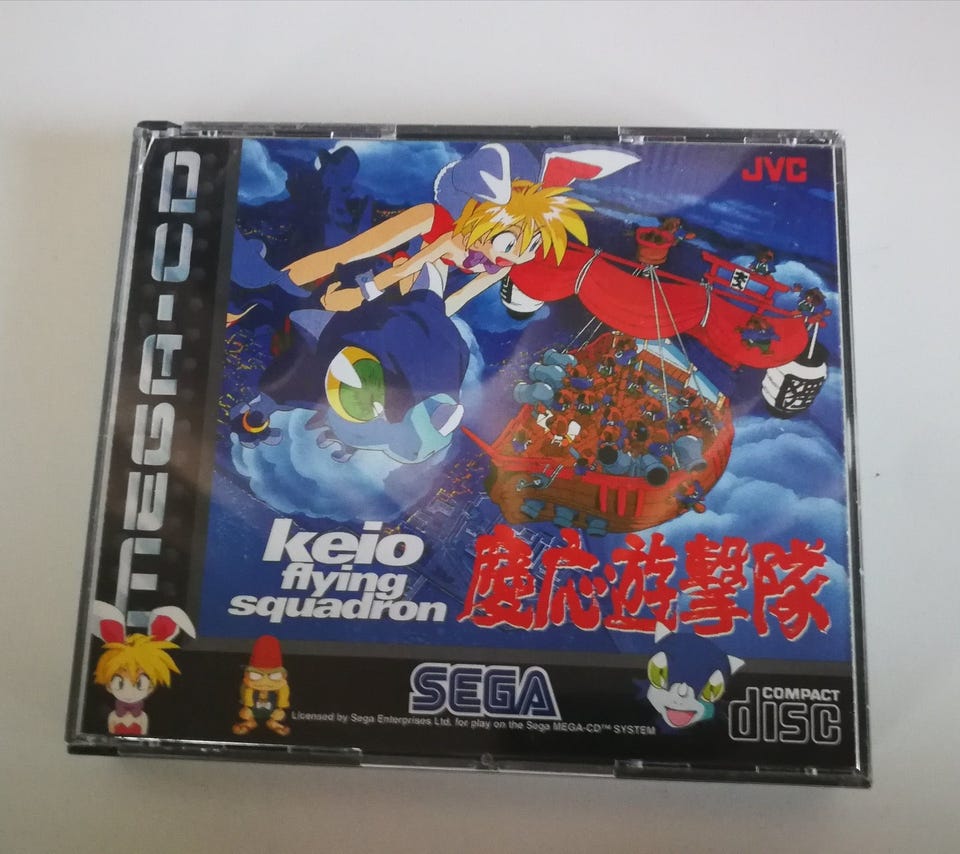 MEGA-CD
JVC
大
keio
flying
squadron
慶応遊撃隊
SEGA
Licensed by Sega Enterprises Ltd. for play on the Sega MEGA-CD™ SYSTEM
COMPACT
disc